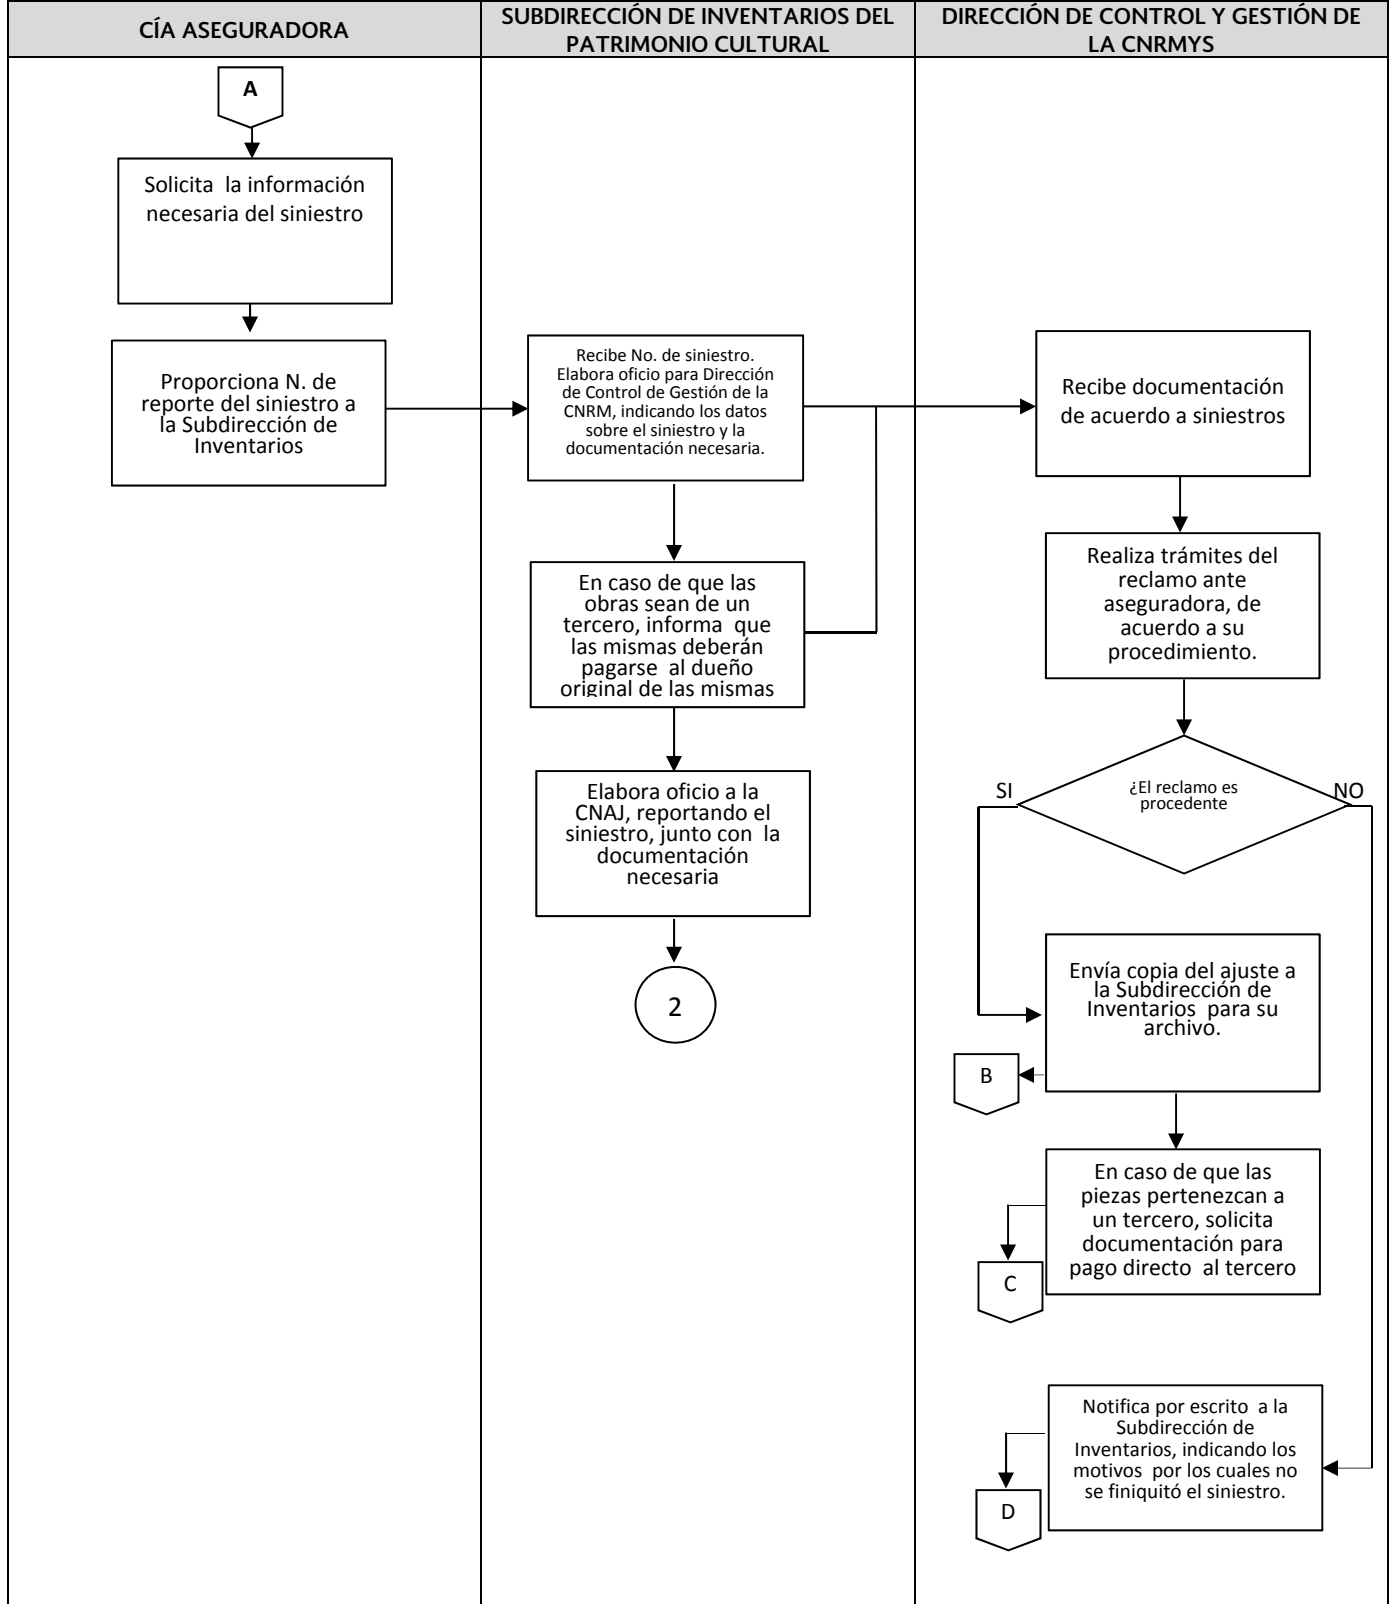 CÍA ASEGURADORA
SUBDIRECCIÓN DE INVENTARIOS DEL
PATRIMONIO CULTURAL
DIRECCIÓN DE CONTROL Y GESTIÓN DE
LA CNRMYS
A
Solicita la información
necesaria del siniestro
Proporciona N. de
reporte del siniestro a
la Subdirección de
Inventarios
Recibe No. de siniestro.
Elabora oficio para Dirección
de Control de Gestión de la
CNRM, indicando los datos
sobre el siniestro y la
documentación necesaria.
En caso de que las
obras sean de un
tercero, informa que
las mismas deberán
pagarse al dueño
original de las mismas
Elabora oficio a la
CNAJ, reportando el
siniestro, junto con la
documentación
necesaria
2
Recibe documentación
de acuerdo a siniestros
Realiza trámites del
reclamo ante
aseguradora, de
acuerdo a su
procedimiento.
SI
¿El reclamo es
procedente
NO
Envía copia del ajuste a
la Subdirección de
Inventarios para su
archivo.
B
En caso de que las
piezas pertenezcan a
un tercero, solicita
documentación para
pago directo al tercero
C
Notifica por escrito a la
Subdirección de
Inventarios, indicando los
motivos por los cuales no
se finiquitó el siniestro.
D